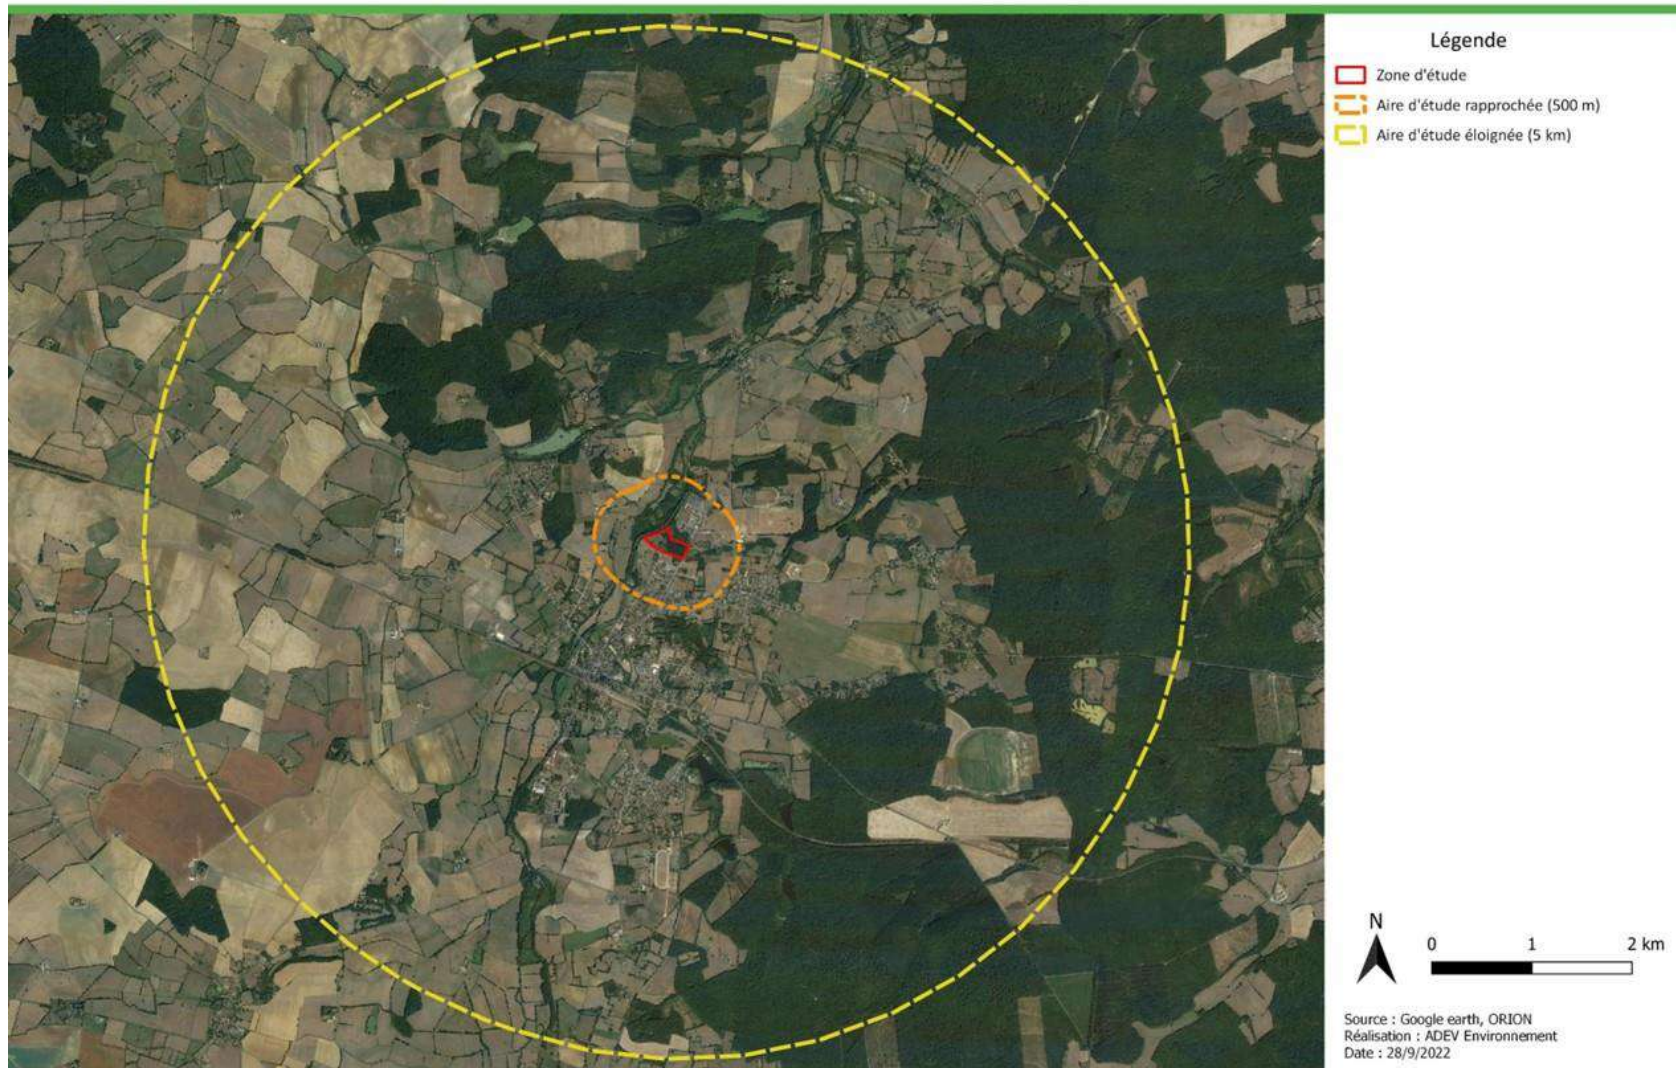 Légende
Zone d'étude
Aire d'étude rapprochée (500 m)
Aire d'étude éloignée (5 km)
N
0 1 2 km
Source : Google earth, ORION
Réalisation : ADEV Environnement
Date : 28/9/2022